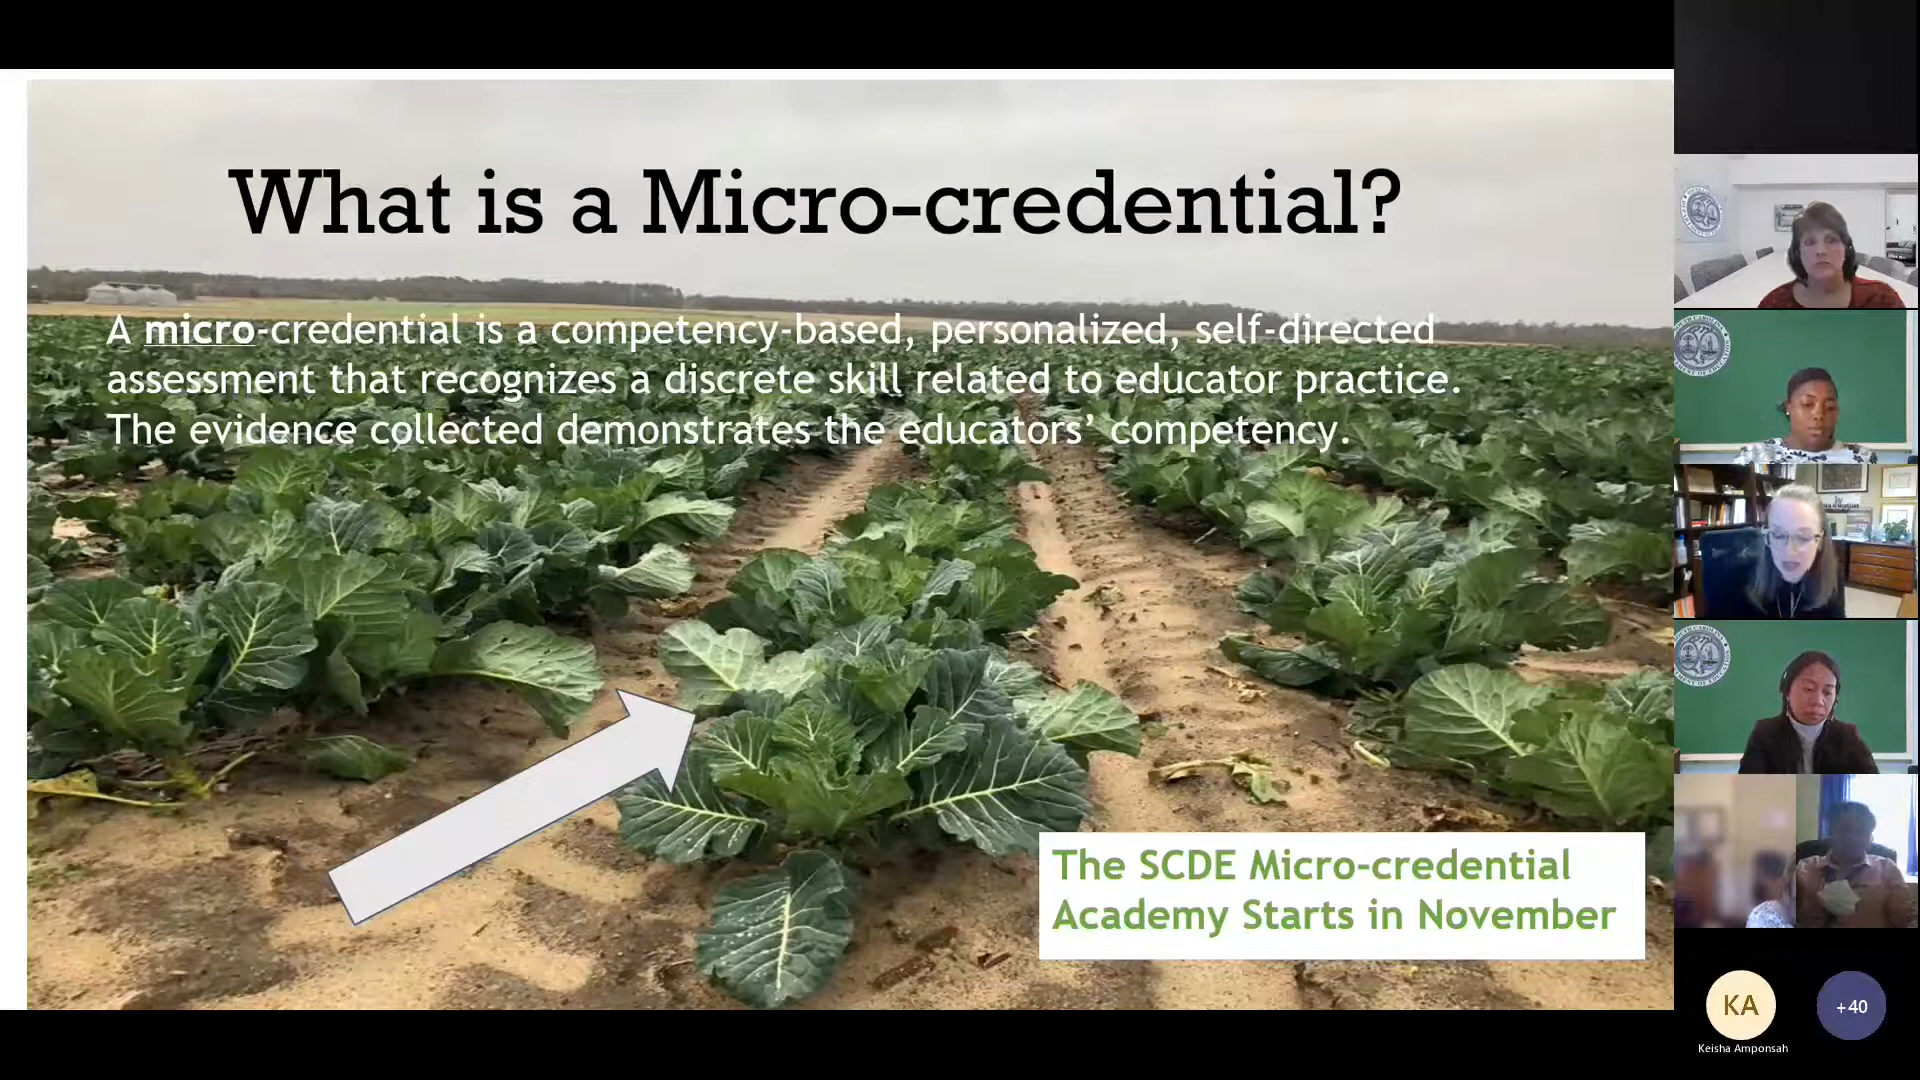 What is a Micro-credential?
A micro-credential is a competency-based, personalized, self-directed
assessment that recognizes a discrete skill related to educator practice.
The evidence collected demonstrates the educators’ competency.
The SCDE Micro-credential
Academy Starts in November
KA
+40
Keisha Amponsah